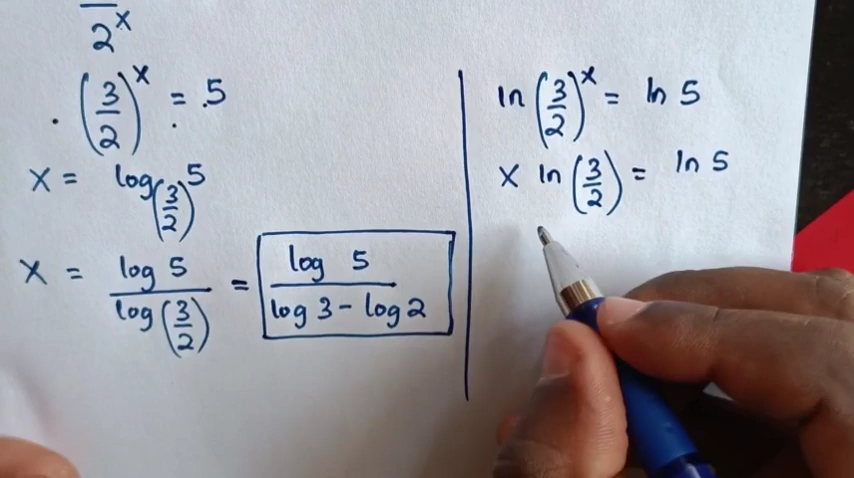 2^x
(3/2)^x = 5
x = log_(3/2) 5
x = log 5 / log (3/2) = log 5 / log 3 - log 2
ln (3/2)^x = ln 5
x ln (3/2) = ln 5